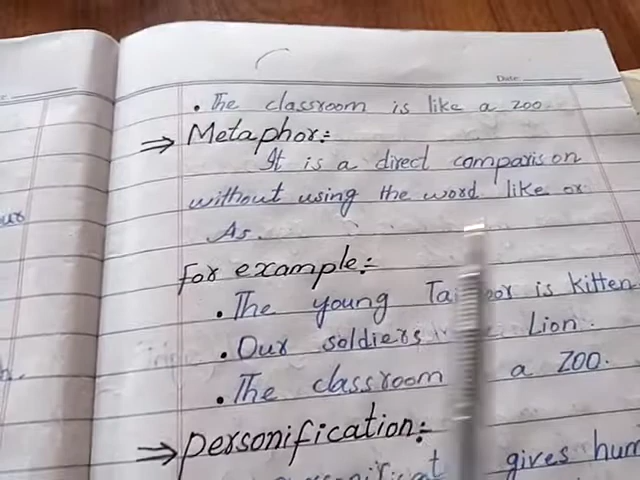 Date
• The classroom is like a zoo
⇒ Metaphor:
It is a direct comparison
without using the word like or
As.
for example:
• The young is kitten
• Our soldiers Lion.
• The classroom a ZOO.
⇒ personification:
gives hum